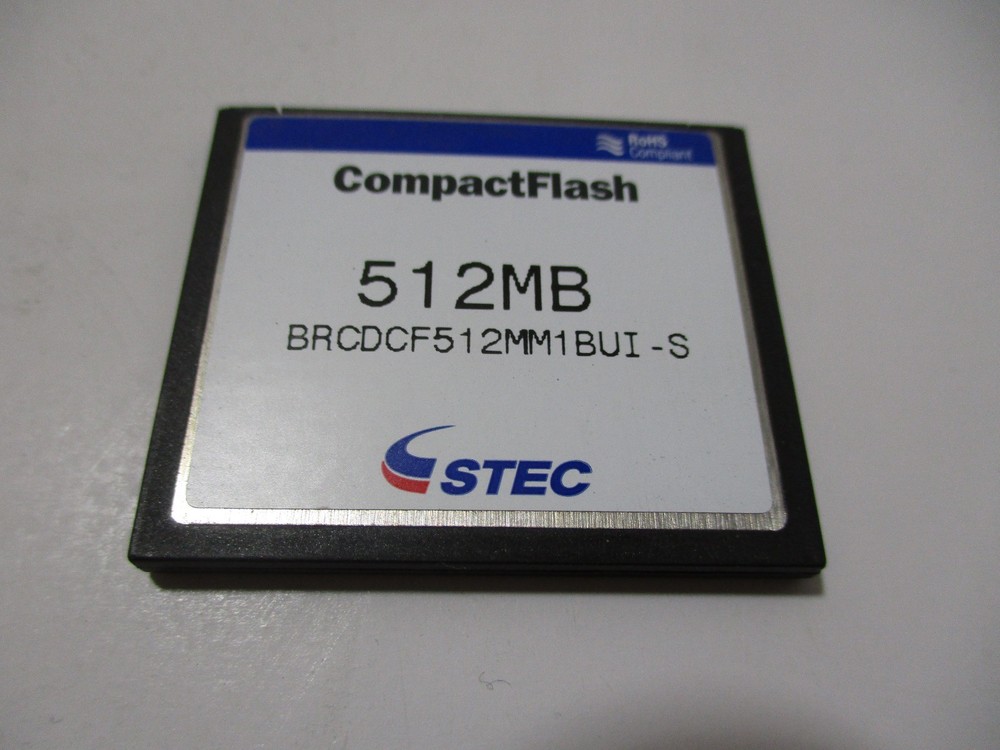 RoHS
Compliant
CompactFlash
512MB
BRCDCF512MM1BUI-S
STEC